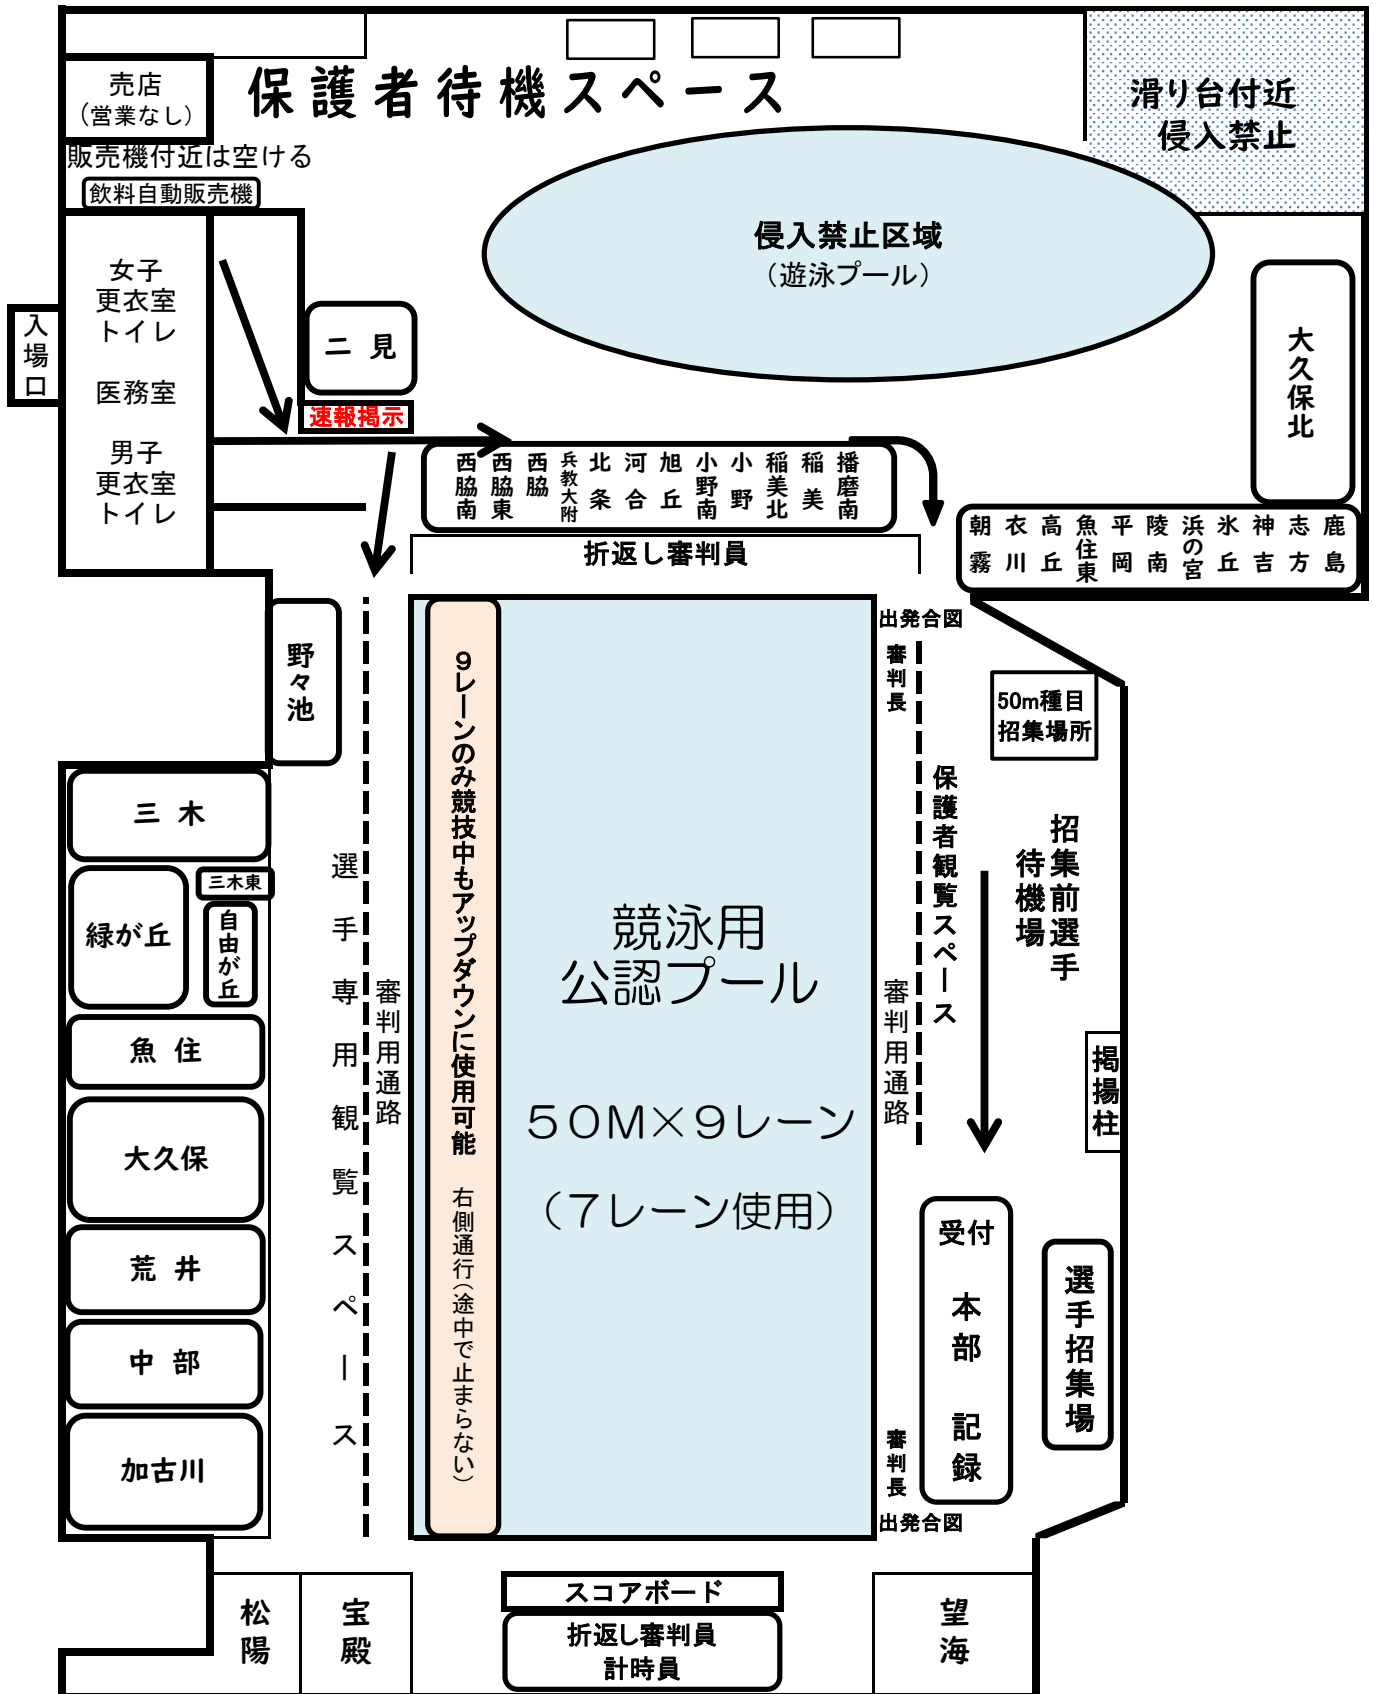 保護者待機スペース
売店
（営業なし）
販売機付近は空ける
飲料自動販売機
滑り台付近
侵入禁止
侵入禁止区域
（遊泳プール）
女子
更衣室
トイレ
医務室
男子
更衣室
トイレ
入場口
二見
速報掲示
大久保北
西脇南
西脇東
西脇
兵教大附
北条
河合
旭丘
小野南
小野
稲美北
稲美
播磨南
朝霧
衣川
高丘
魚住東
平岡
陵南
浜の宮
氷丘
神吉
志方
鹿島
折返し審判員
出発合図
審判長
野々池
50m種目
招集場所
9レーンのみ競技中もアップダウンに使用可能 右側通行（途中で止まらない）
競泳用
公認プール
５０Ｍ×９レーン
（７レーン使用）
保護者観覧スペース
招集前選手
待機場
選手専用観覧スペース
審判用通路
審判用通路
掲揚柱
三木
緑が丘
三木東
自由が丘
魚住
大久保
荒井
中部
加古川
受付
本部
記録
選手招集場
審判長
出発合図
松陽
宝殿
スコアボード
折返し審判員
計時員
望海